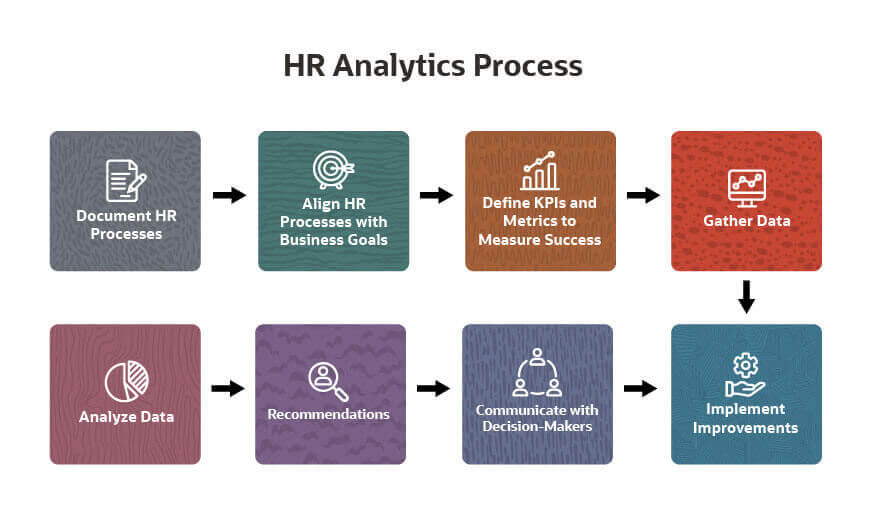 HR Analytics Process
Document HR
Processes
Align HR
Processes with
Business Goals
Define KPIs and
Metrics to
Measure Success
Gather Data
Analyze Data
Recommendations
Communicate with
Decision-Makers
Implement
Improvements